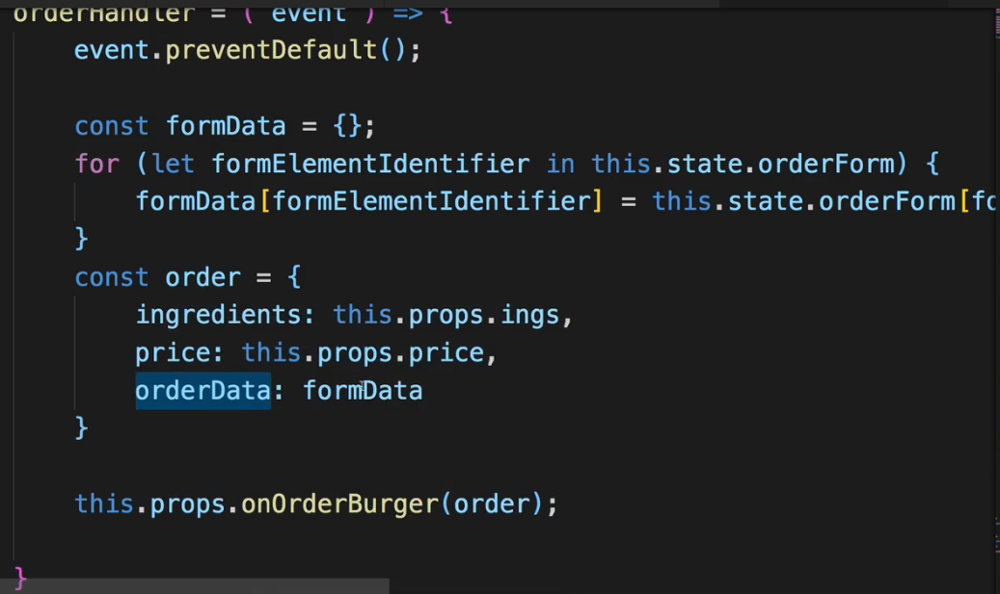 orderHandler = ( event ) => {
event.preventDefault();
const formData = {};
for (let formElementIdentifier in this.state.orderForm) {
formData[formElementIdentifier] = this.state.orderForm[fo
}
const order = {
ingredients: this.props.ings,
price: this.props.price,
orderData: formData
}
this.props.onOrderBurger(order);
}